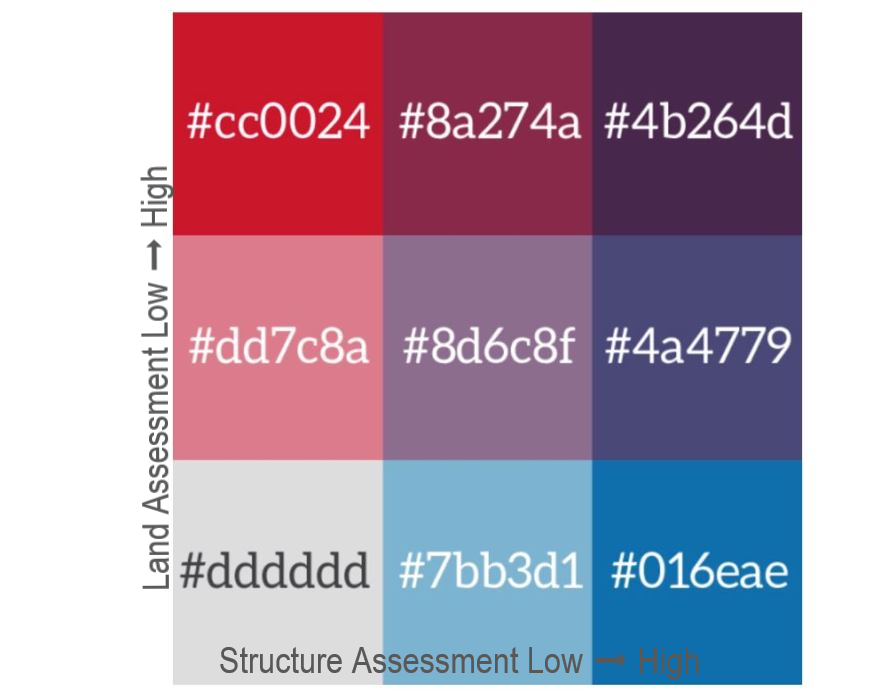 #cc0024 #8a274a #4b264d
#dd7c8a #8d6c8f #4a4779
#dddddd #7bb3d1 #016eae
Land Assessment Low → High
Structure Assessment Low → High